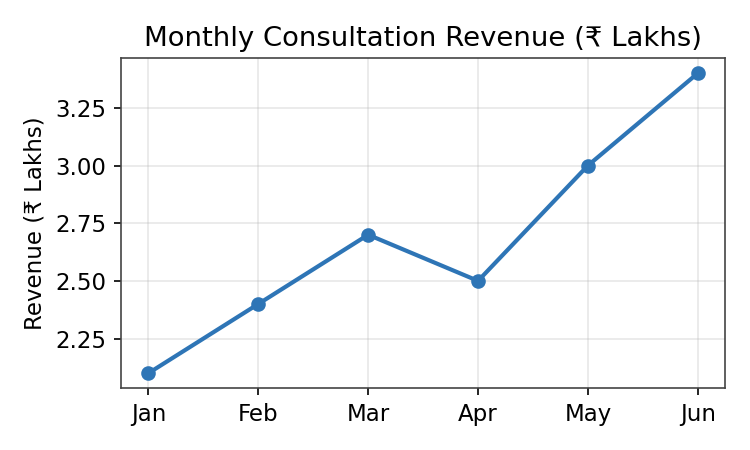 Monthly Consultation Revenue (₹ Lakhs)
Revenue (₹ Lakhs)
3.25
3.00
2.75
2.50
2.25
Jan Feb Mar Apr May Jun